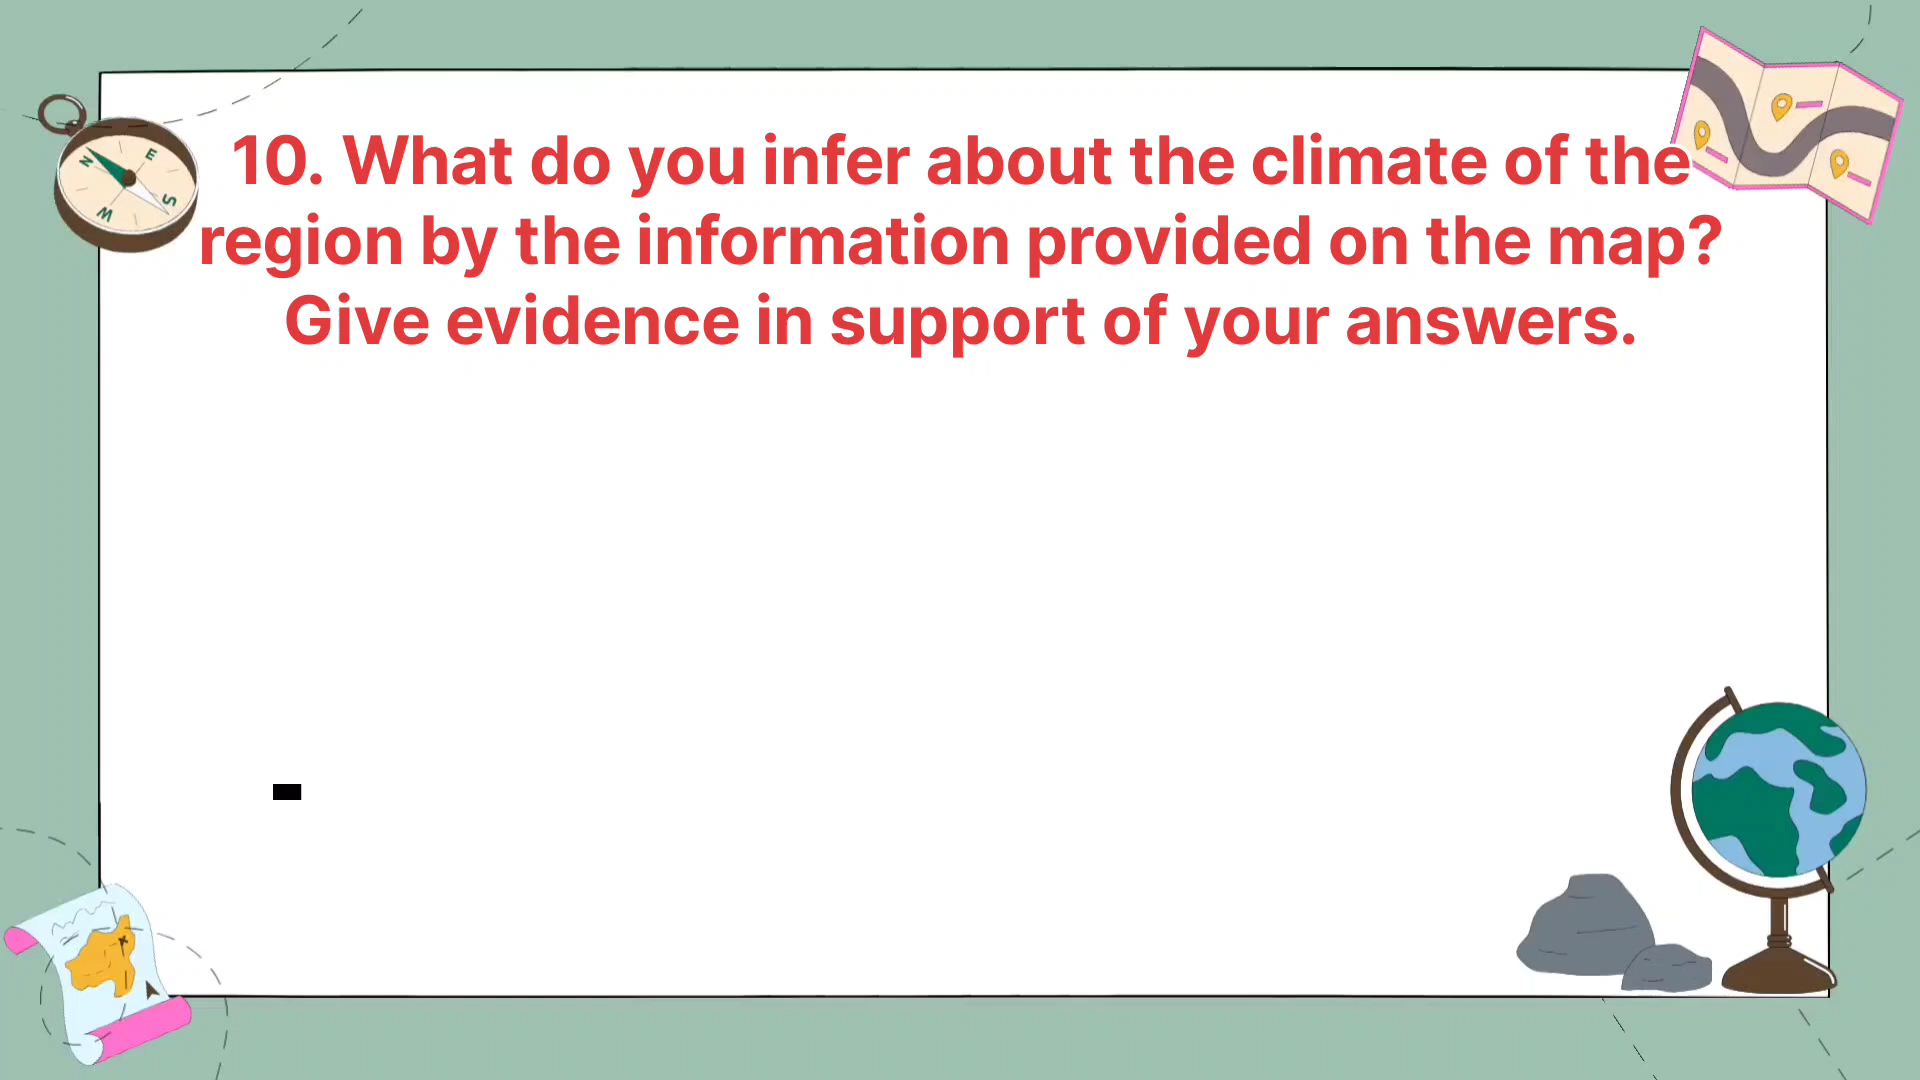 10. What do you infer about the climate of the
region by the information provided on the map?
Give evidence in support of your answers.
N
E
S
W